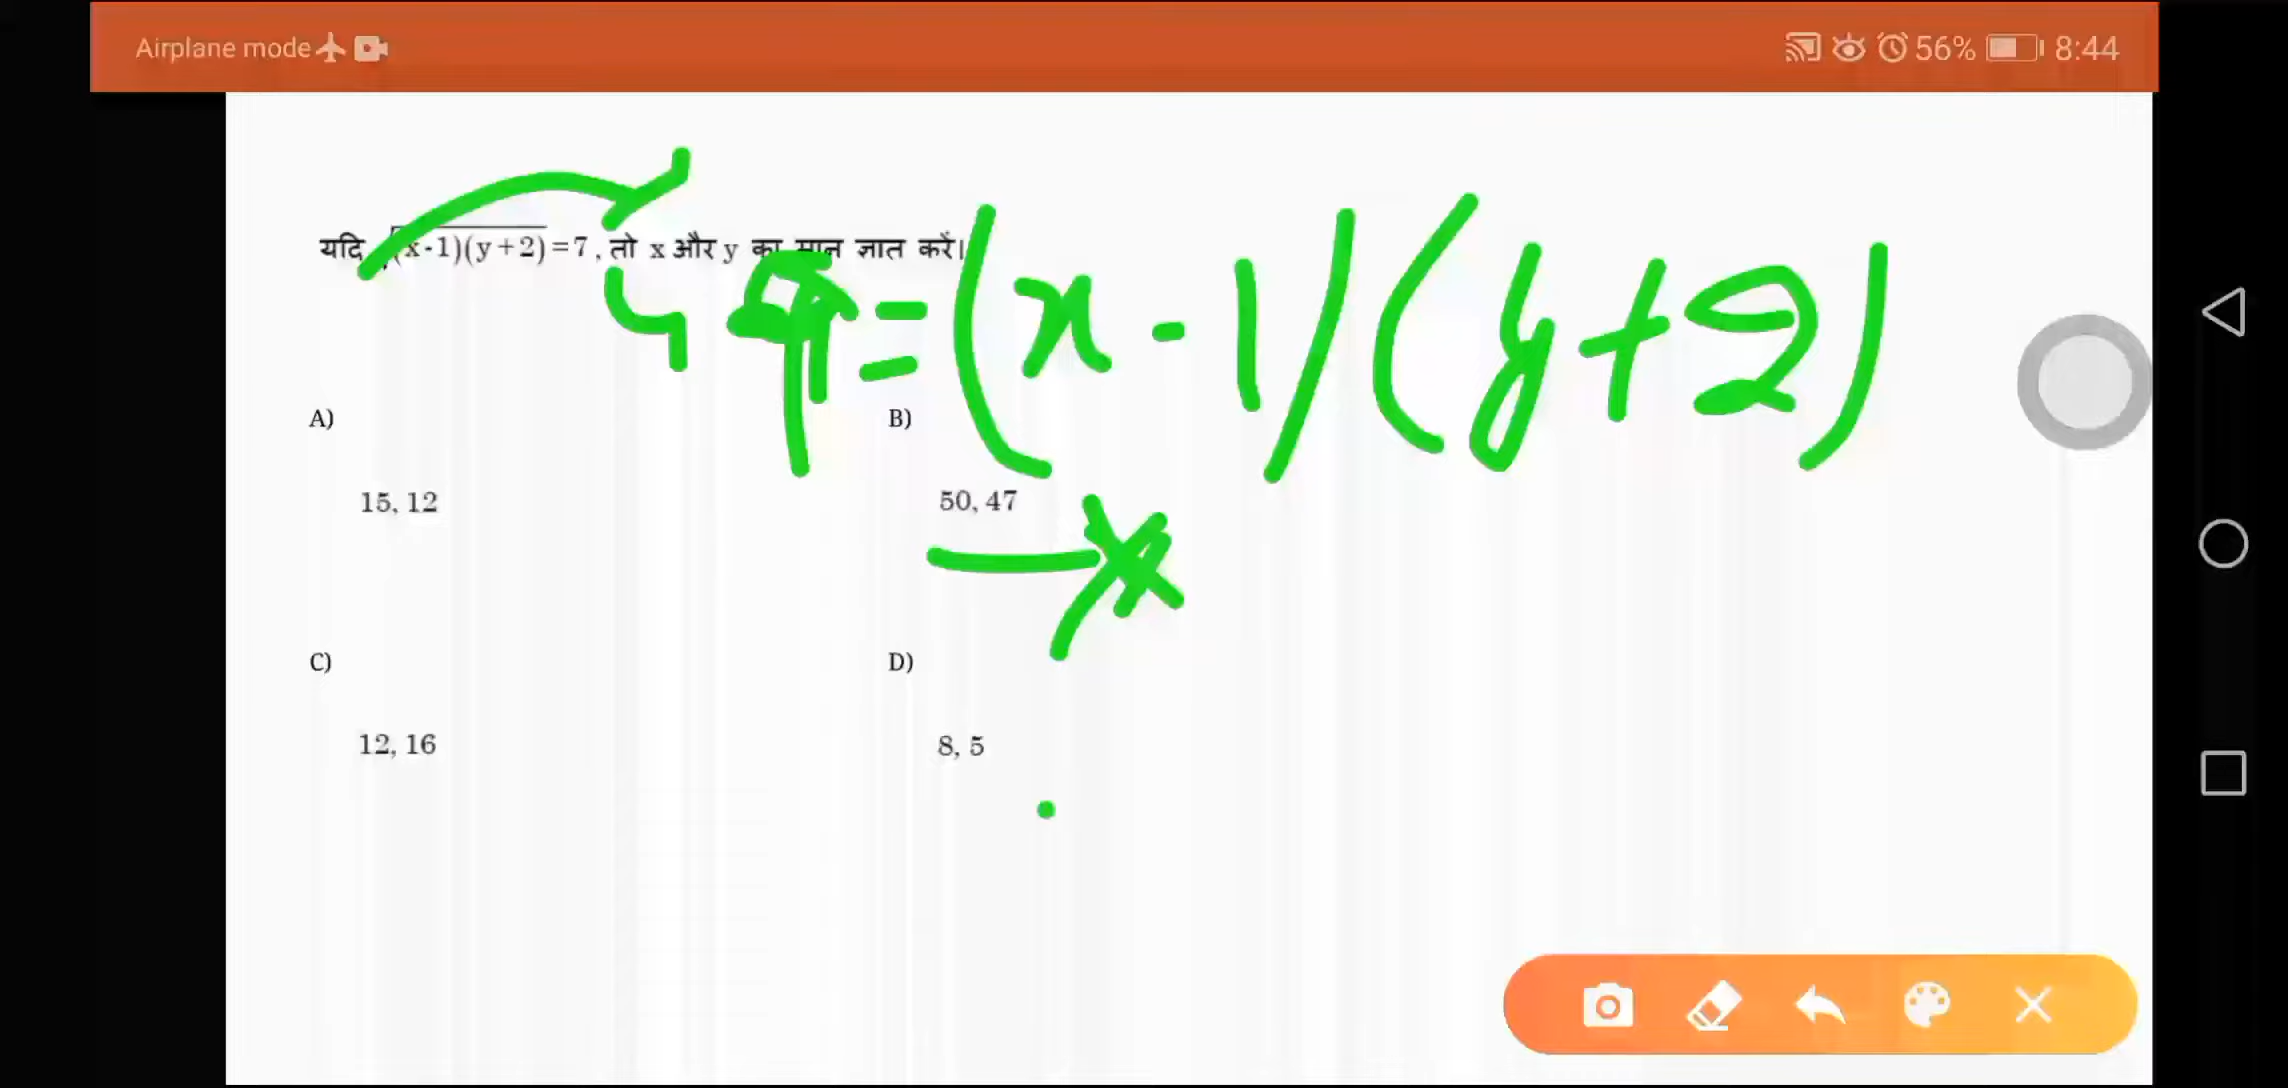 Airplane mode 56% 8:44
यदि √(x-1)(y+2)=7, तो x और y का मान ज्ञात करें।
49=(x-1)(y+2)
A) B)
15, 12 50, 47
C) D)
12, 16 8, 5